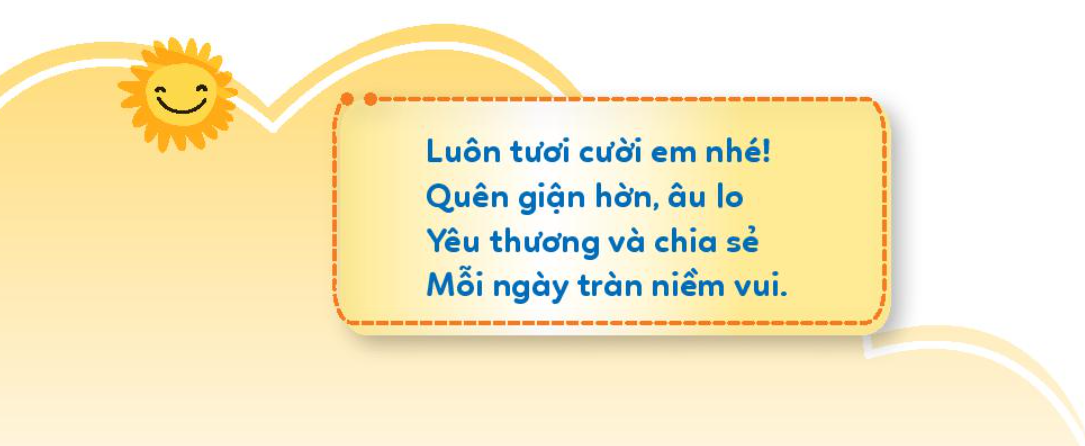 Luôn tươi cười em nhé!
Quên giận hờn, âu lo
Yêu thương và chia sẻ
Mỗi ngày tràn niềm vui.